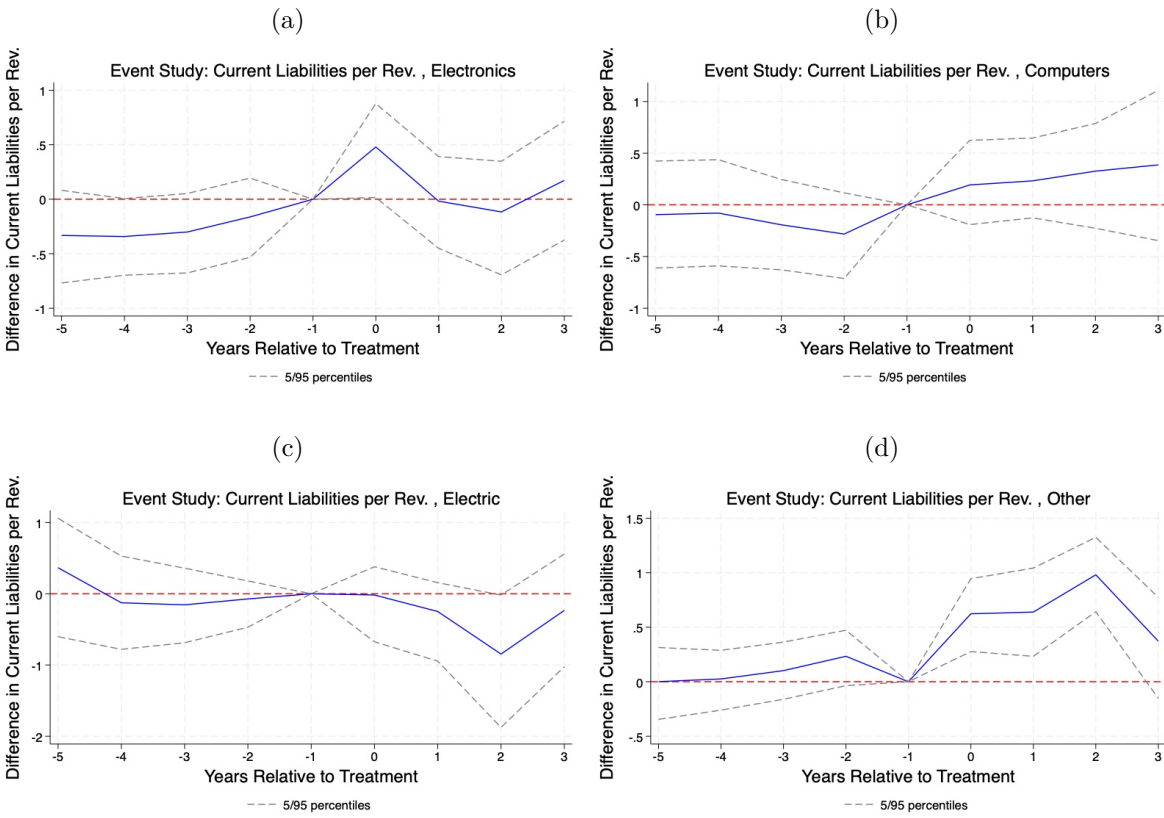 (a)
Event Study: Current Liabilities per Rev. , Electronics
Difference in Current Liabilities per Rev.
1
.5
0
-.5
-1
-5 -4 -3 -2 -1 0 1 2 3
Years Relative to Treatment
5/95 percentiles
(b)
Event Study: Current Liabilities per Rev. , Computers
Difference in Current Liabilities per Rev.
1
.5
0
-.5
-1
-5 -4 -3 -2 -1 0 1 2 3
Years Relative to Treatment
5/95 percentiles
(c)
Event Study: Current Liabilities per Rev. , Electric
Difference in Current Liabilities per Rev.
1
0
-1
-2
-5 -4 -3 -2 -1 0 1 2 3
Years Relative to Treatment
5/95 percentiles
(d)
Event Study: Current Liabilities per Rev. , Other
Difference in Current Liabilities per Rev.
1.5
1
.5
0
-.5
-5 -4 -3 -2 -1 0 1 2 3
Years Relative to Treatment
5/95 percentiles